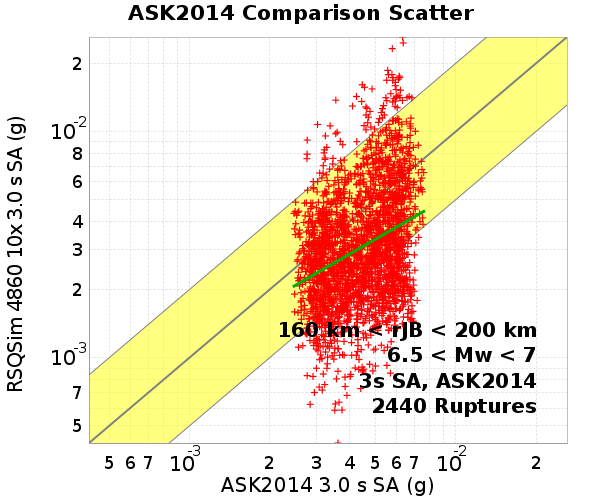 ASK2014 Comparison Scatter
RSQSim 4860 10x 3.0 s SA (g)
2
10⁻²
8
6
4
3
2
10⁻³
7
5
160 km < rJB < 200 km
6.5 < Mw < 7
3s SA, ASK2014
2440 Ruptures
5 6 7 10⁻³ 2 3 4 5 6 7 10⁻² 2
ASK2014 3.0 s SA (g)